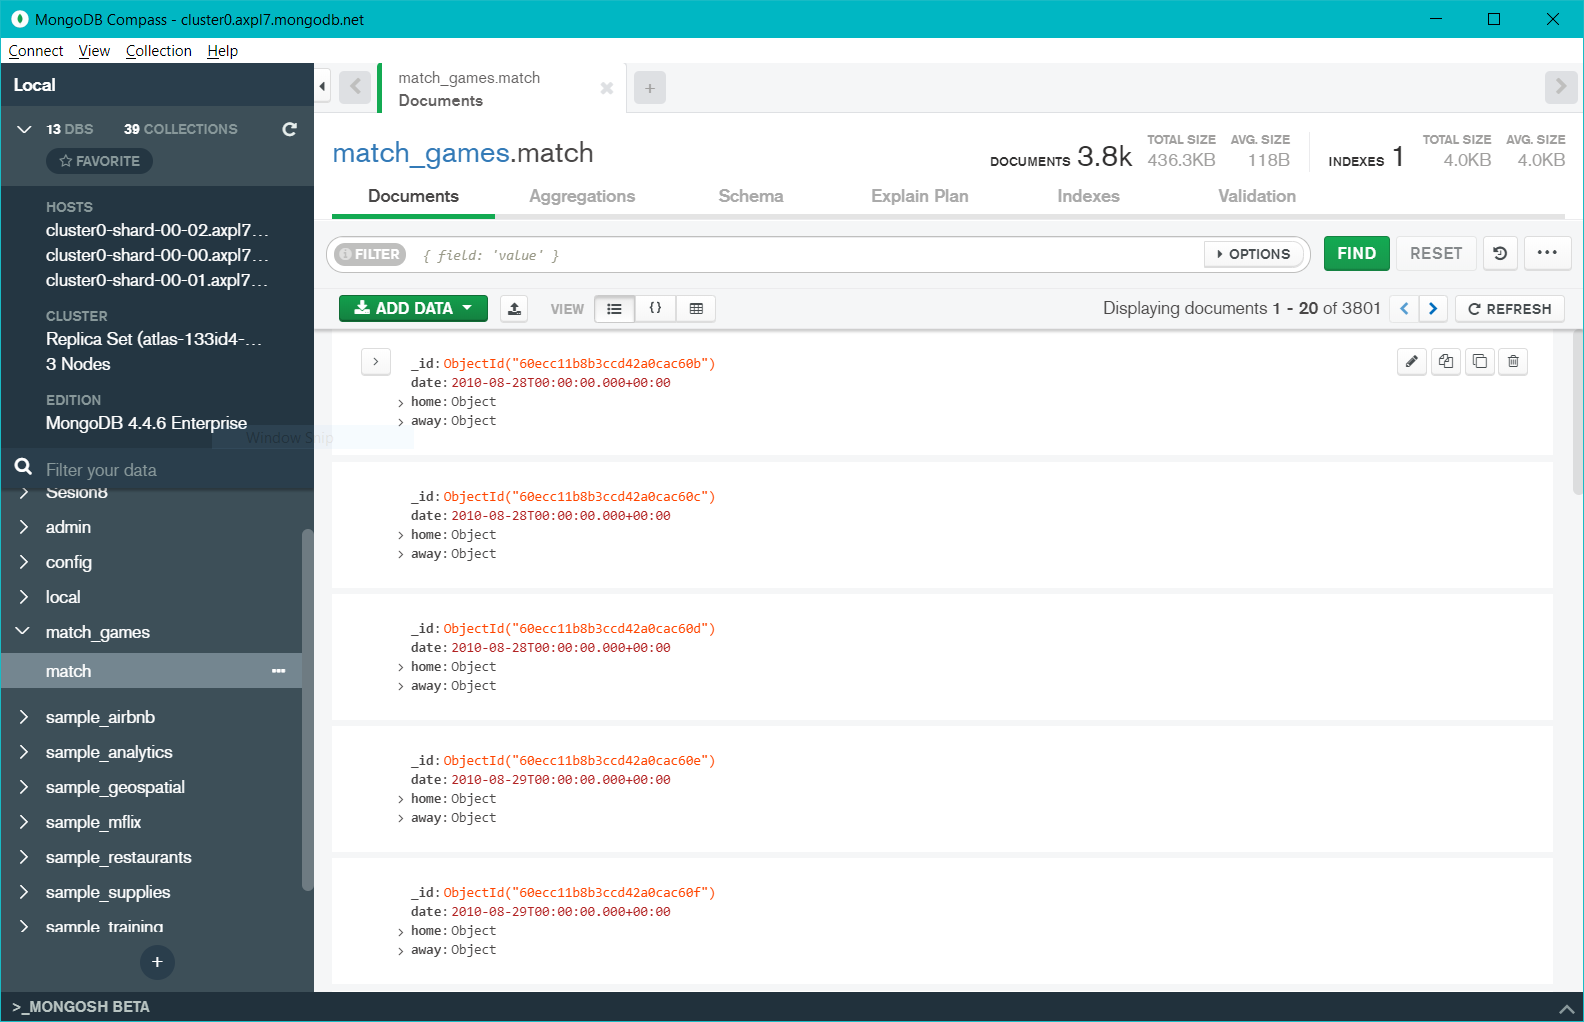 MongoDB Compass - cluster0.axpl7.mongodb.net
Connect View Collection Help
Local
13 DBS 39 COLLECTIONS
FAVORITE
HOSTS
cluster0-shard-00-02.axpl7...
cluster0-shard-00-00.axpl7...
cluster0-shard-00-01.axpl7...
CLUSTER
Replica Set (atlas-133id4-...
3 Nodes
EDITION
MongoDB 4.4.6 Enterprise
Window Snip
Filter your data
Sesion8
admin
config
local
match_games
match
sample_airbnb
sample_analytics
sample_geospatial
sample_mflix
sample_restaurants
sample_supplies
sample_training
+
match_games.match
Documents
+
match_games.match
DOCUMENTS 3.8k TOTAL SIZE 436.3KB AVG. SIZE 118B
INDEXES 1 TOTAL SIZE 4.0KB AVG. SIZE 4.0KB
Documents Aggregations Schema Explain Plan Indexes Validation
FILTER { field: 'value' } OPTIONS FIND RESET ...
ADD DATA VIEW {} Displaying documents 1 - 20 of 3801 < > REFRESH
_id: ObjectId("60ecc11b8b3ccd42a0cac60b")
date: 2010-08-28T00:00:00.000+00:00
> home: Object
> away: Object
_id: ObjectId("60ecc11b8b3ccd42a0cac60c")
date: 2010-08-28T00:00:00.000+00:00
> home: Object
> away: Object
_id: ObjectId("60ecc11b8b3ccd42a0cac60d")
date: 2010-08-28T00:00:00.000+00:00
> home: Object
> away: Object
_id: ObjectId("60ecc11b8b3ccd42a0cac60e")
date: 2010-08-29T00:00:00.000+00:00
> home: Object
> away: Object
_id: ObjectId("60ecc11b8b3ccd42a0cac60f")
date: 2010-08-29T00:00:00.000+00:00
> home: Object
> away: Object
>_MONGOSH BETA